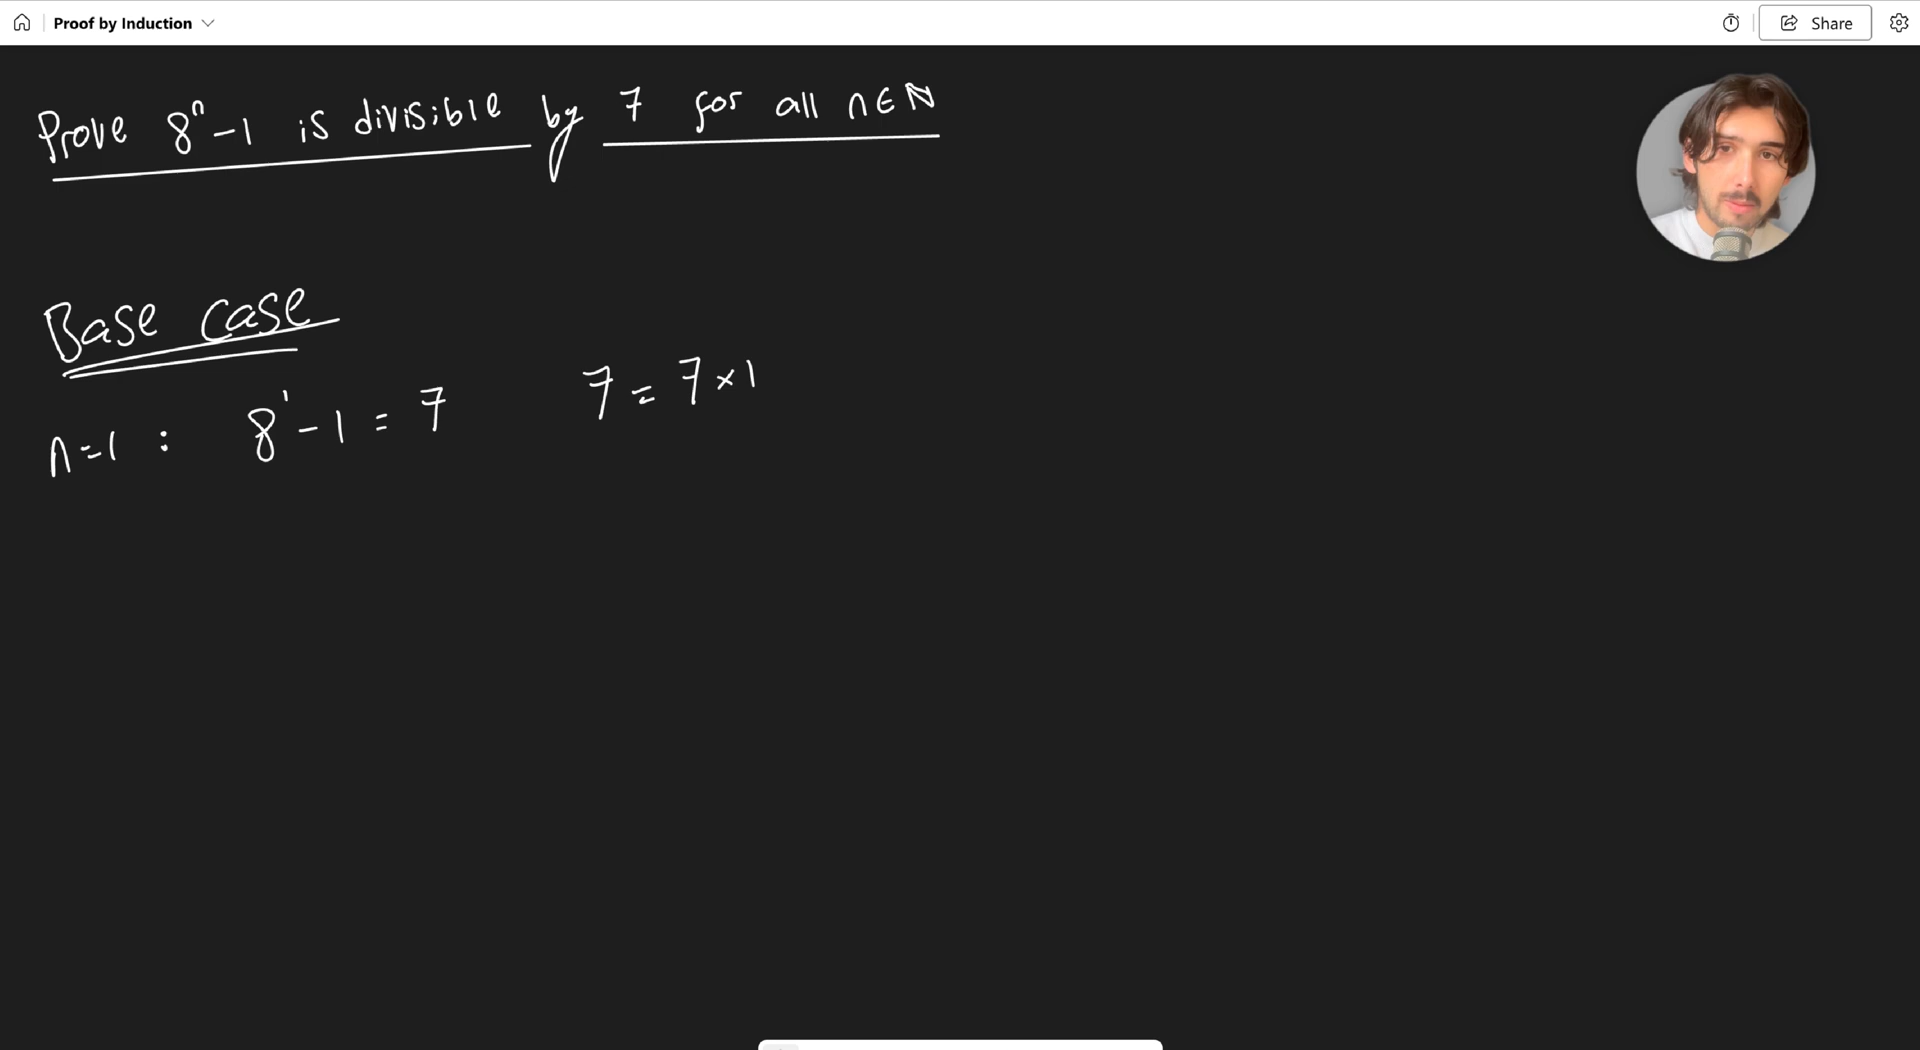 Proof by Induction
Share
Prove 8ⁿ-1 is divisible by 7 for all n∈ℕ
Base case
n=1 : 8¹-1 = 7 7 = 7×1